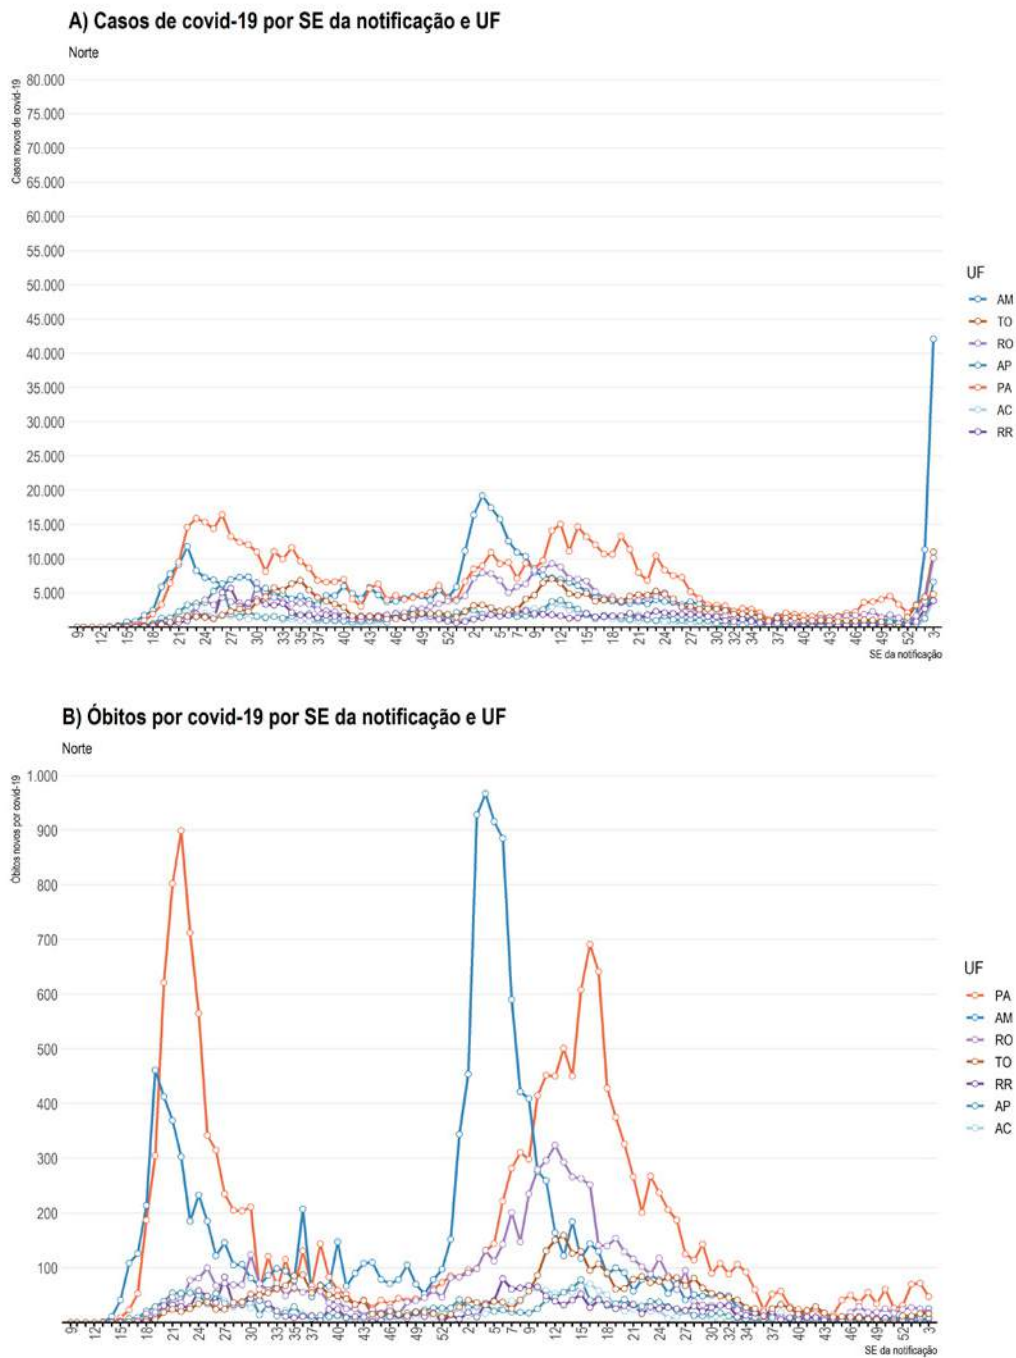 A) Casos de covid-19 por SE da notificação e UF
Norte
Casos novos de covid-19
80.000
75.000
70.000
65.000
60.000
55.000
50.000
45.000
40.000
35.000
30.000
25.000
20.000
15.000
10.000
5.000
9 12 15 18 21 24 27 30 33 35 37 40 43 46 49 52 2 5 7 9 12 15 18 21 24 27 30 32 34 37 40 43 46 49 52 3
SE da notificação
UF
AM
TO
RO
AP
PA
AC
RR
B) Óbitos por covid-19 por SE da notificação e UF
Norte
Óbitos novos por covid-19
1.000
900
800
700
600
500
400
300
200
100
9 12 15 18 21 24 27 30 33 35 37 40 43 46 49 52 2 5 7 9 12 15 18 21 24 27 30 32 34 37 40 43 46 49 52 3
SE da notificação
UF
PA
AM
RO
TO
RR
AP
AC